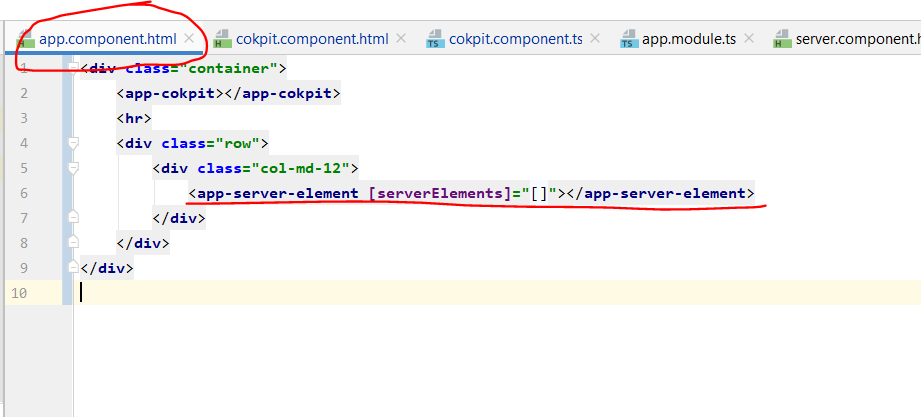 app.component.html cokpit.component.html cokpit.component.ts app.module.ts server.component.h
1 <div class="container">
2 <app-cokpit></app-cokpit>
3 <hr>
4 <div class="row">
5 <div class="col-md-12">
6 <app-server-element [serverElements]="[]"></app-server-element>
7 </div>
8 </div>
9 </div>
10